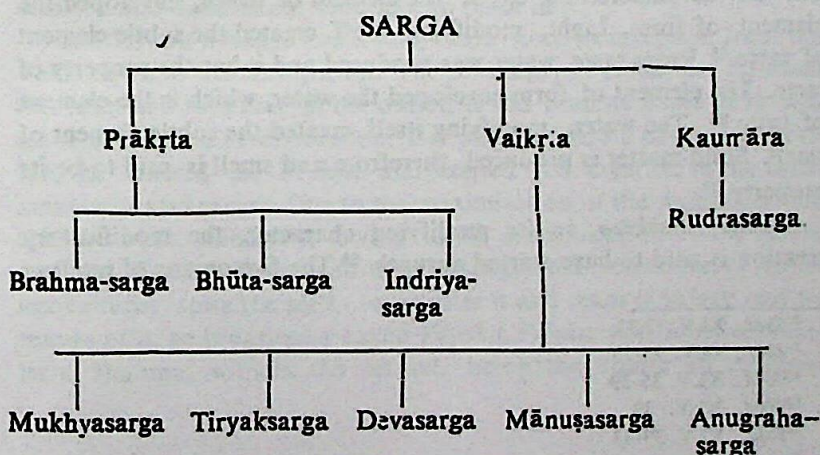 SARGA
Prākṛta Vaikṛta Kaumāra
Rudrasarga
Brahma-sarga Bhūta-sarga Indriya-
sarga
Mukhyasarga Tiryaksarga Devasarga Mānuṣasarga Anugraha-
sarga